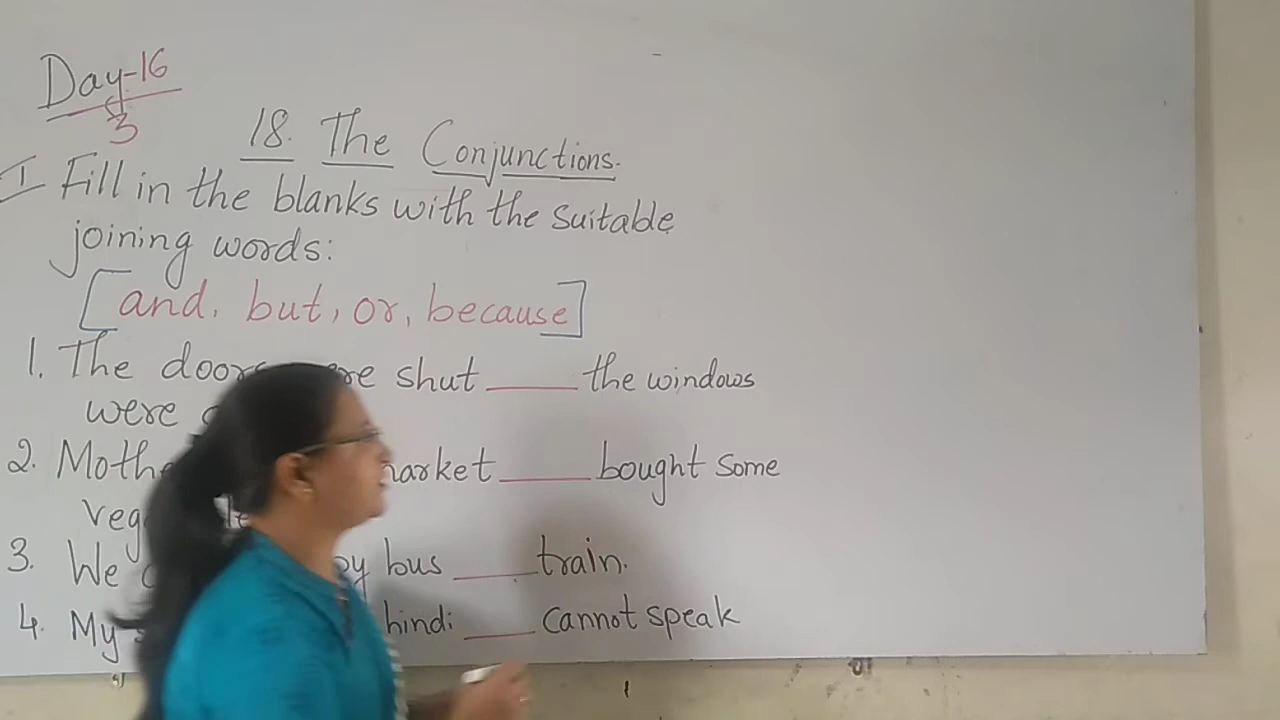 Day-16
3
18. The Conjunctions.
I Fill in the blanks with the suitable
joining words:
[and, but, or, because]
1. The doors were shut ____ the windows
were
2. market ____ bought some
3. We by bus ____ train.
4. My hindi ____ cannot speak